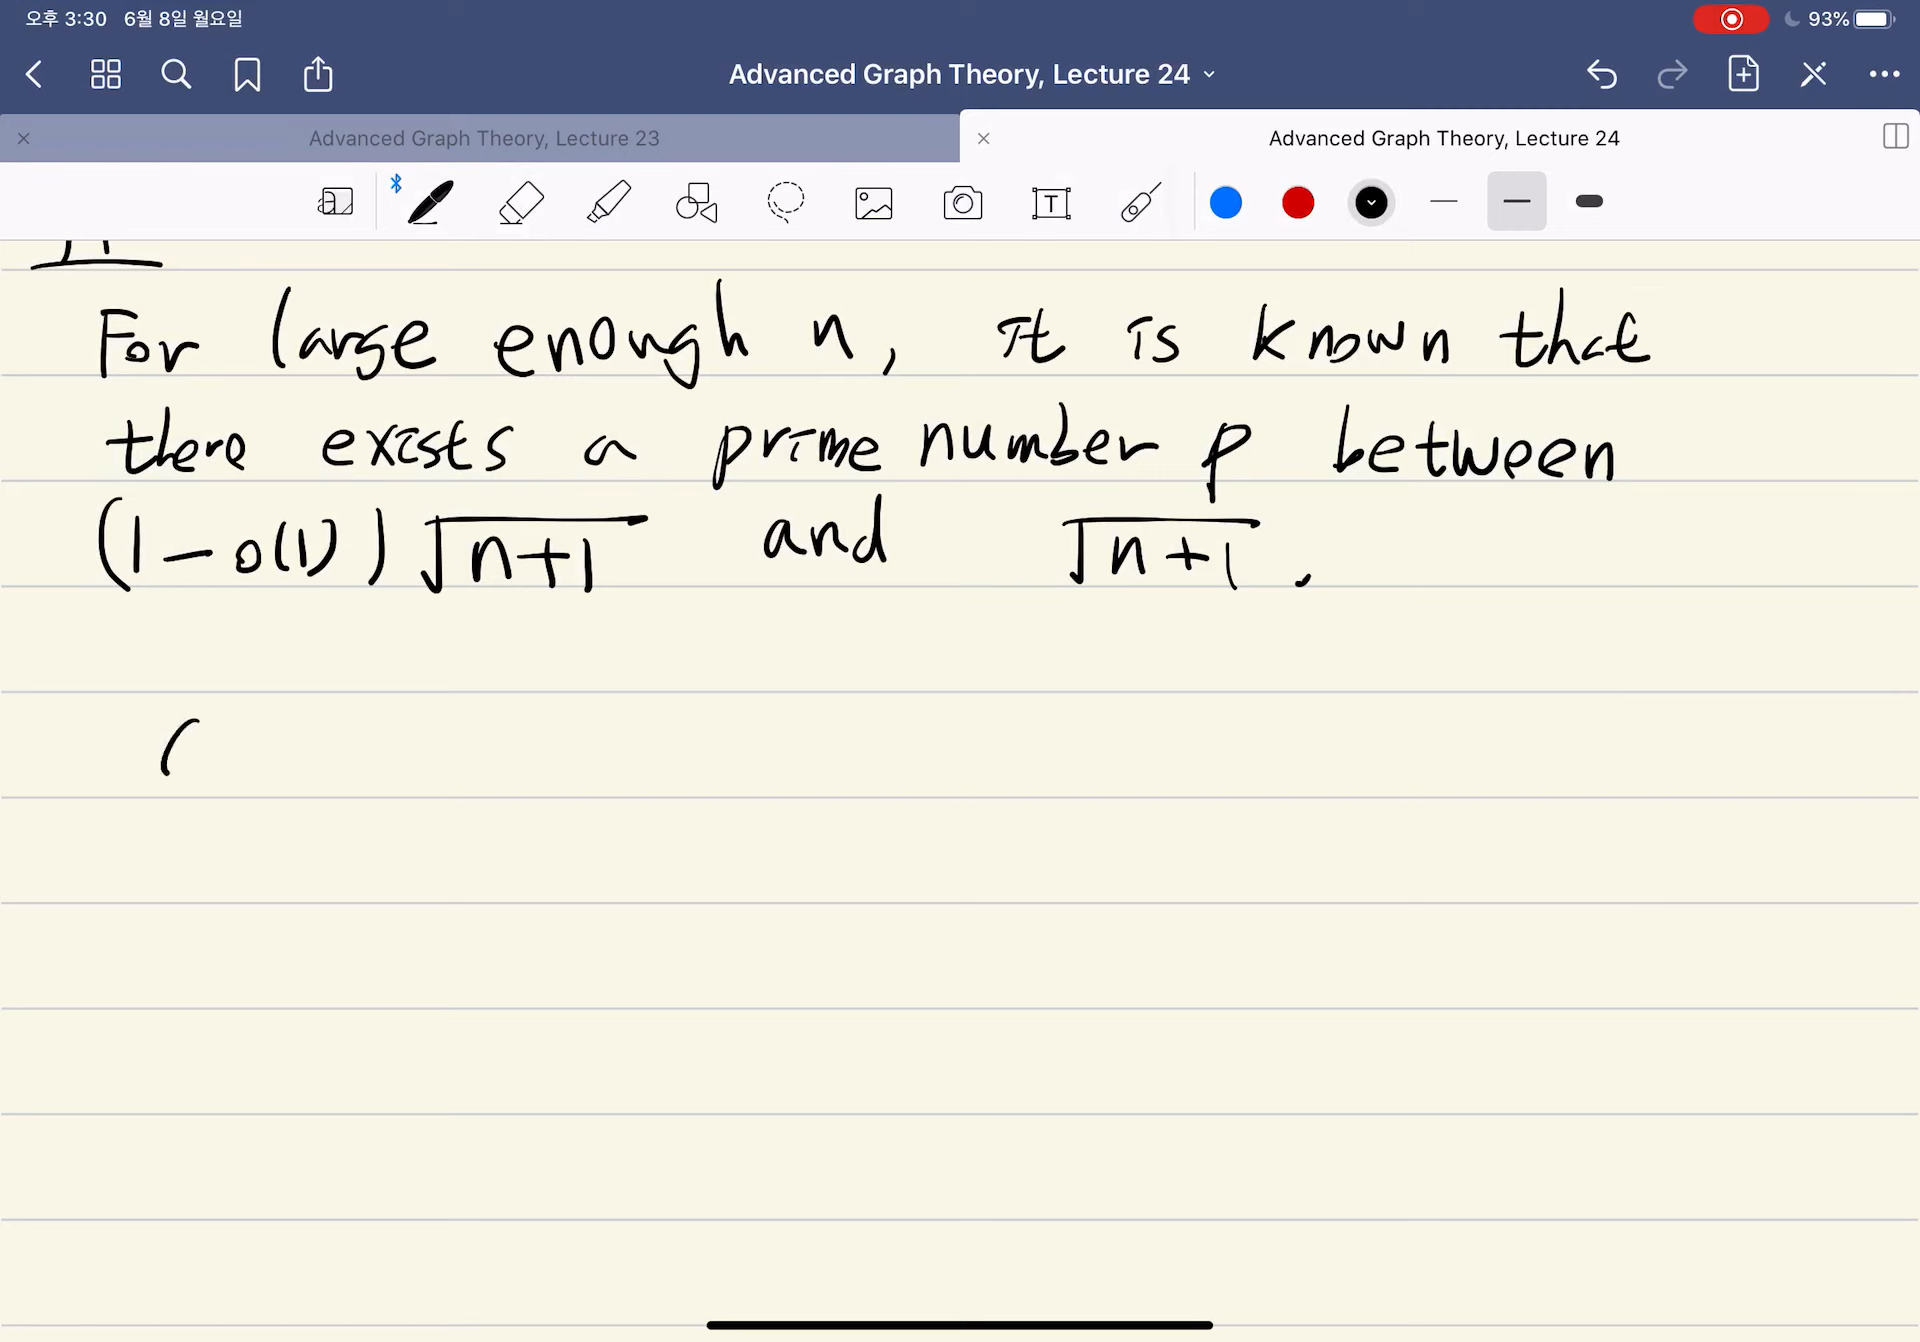 오후 3:30 6월 8일 월요일
93%
Advanced Graph Theory, Lecture 24
Advanced Graph Theory, Lecture 23
Advanced Graph Theory, Lecture 24
For large enough n, it is known that
there exists a prime number p between
(1-o(1))√n+1 and √n+1.
(